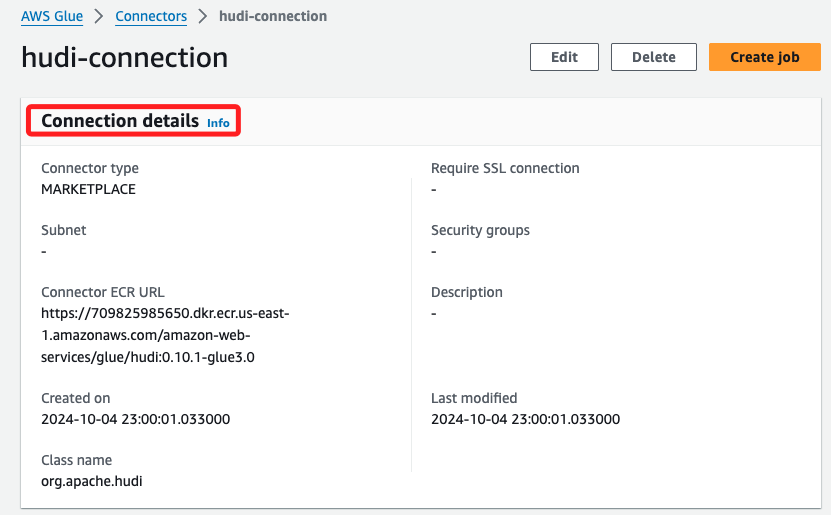 AWS Glue > Connectors > hudi-connection
hudi-connection
Edit
Delete
Create job
Connection details Info
Connector type
MARKETPLACE
Require SSL connection
-
Subnet
-
Security groups
-
Connector ECR URL
https://709825985650.dkr.ecr.us-east-
1.amazonaws.com/amazon-web-
services/glue/hudi:0.10.1-glue3.0
Description
-
Created on
2024-10-04 23:00:01.033000
Last modified
2024-10-04 23:00:01.033000
Class name
org.apache.hudi